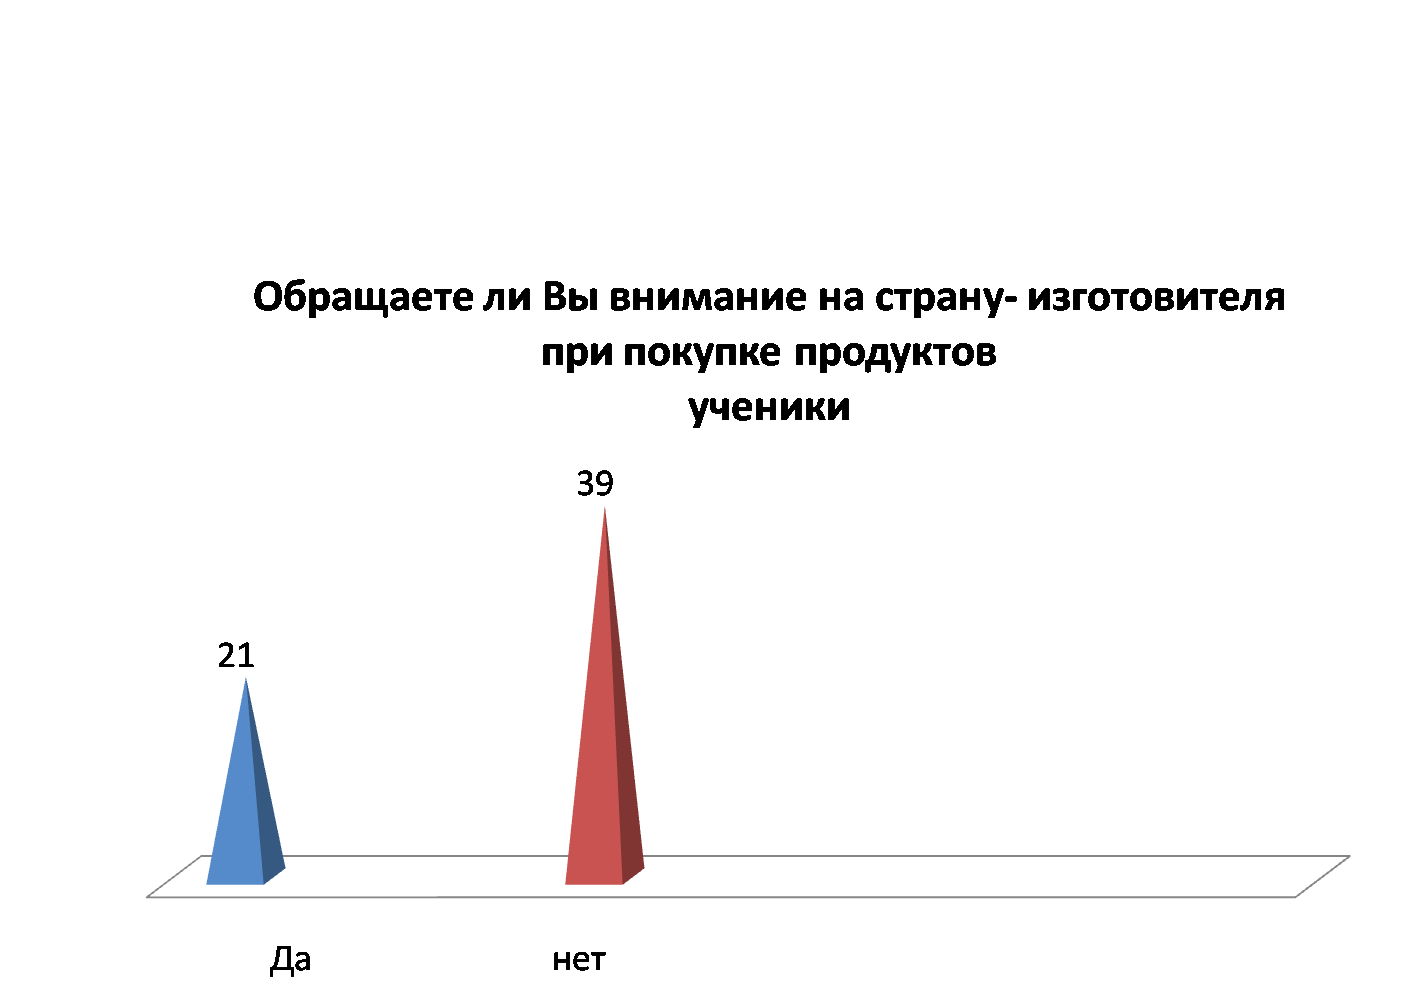 Обращаете ли Вы внимание на страну- изготовителя
при покупке продуктов
ученики
39
21
Да нет